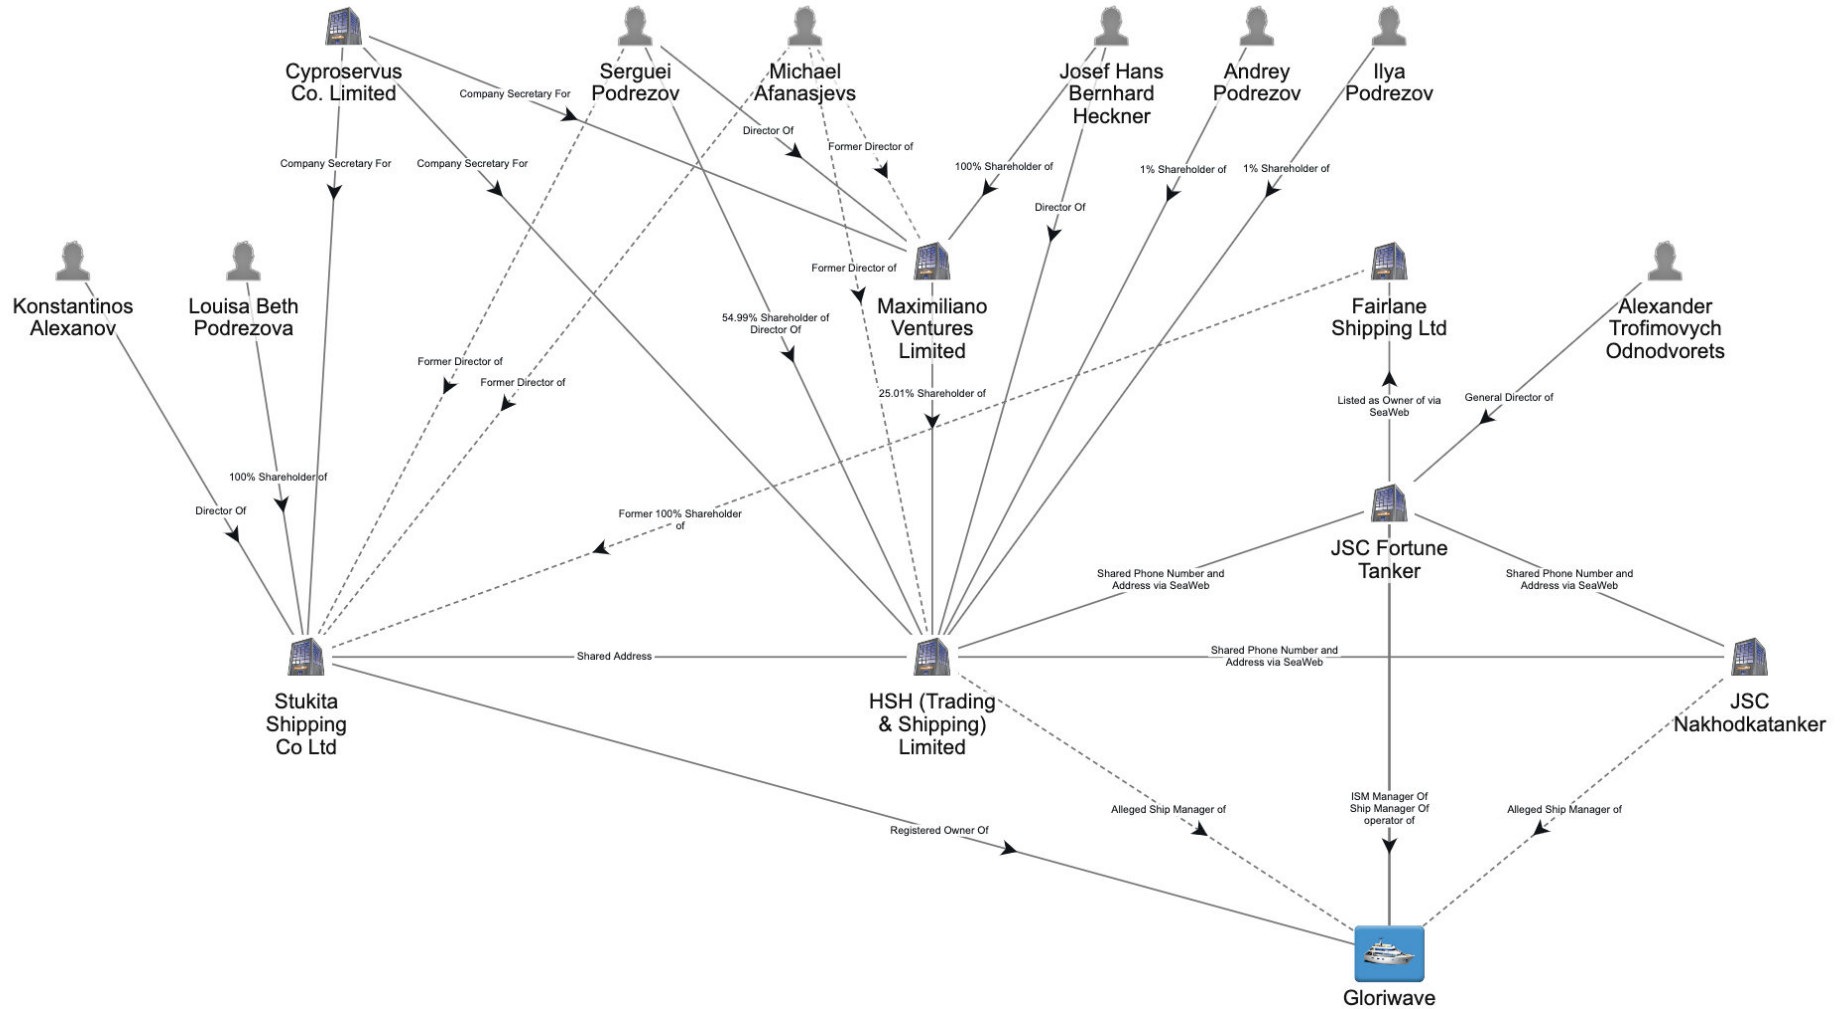 Cyproservus
Co. Limited
Serguei
Podrezov
Michael
Afanasjevs
Josef Hans
Bernhard
Heckner
Andrey
Podrezov
Ilya
Podrezov
Company Secretary For
Director Of
Former Director of
Company Secretary For
Company Secretary For
100% Shareholder of
1% Shareholder of
1% Shareholder of
Director Of
Konstantinos
Alexanov
Louisa Beth
Podrezova
Former Director of
Maximiliano
Ventures
Limited
Fairlane
Shipping Ltd
Alexander
Trofimovych
Odnodvorets
54.99% Shareholder of
Director Of
Former Director of
Former Director of
25.01% Shareholder of
Listed as Owner of via
SeaWeb
General Director of
100% Shareholder of
Director Of
Former 100% Shareholder
of
JSC Fortune
Tanker
Shared Phone Number and
Address via SeaWeb
Shared Phone Number and
Address via SeaWeb
Shared Address
Shared Phone Number and
Address via SeaWeb
Stukita
Shipping
Co Ltd
HSH (Trading
& Shipping)
Limited
JSC
Nakhodkatanker
Alleged Ship Manager of
ISM Manager Of
Ship Manager Of
operator of
Alleged Ship Manager of
Registered Owner Of
Gloriwave